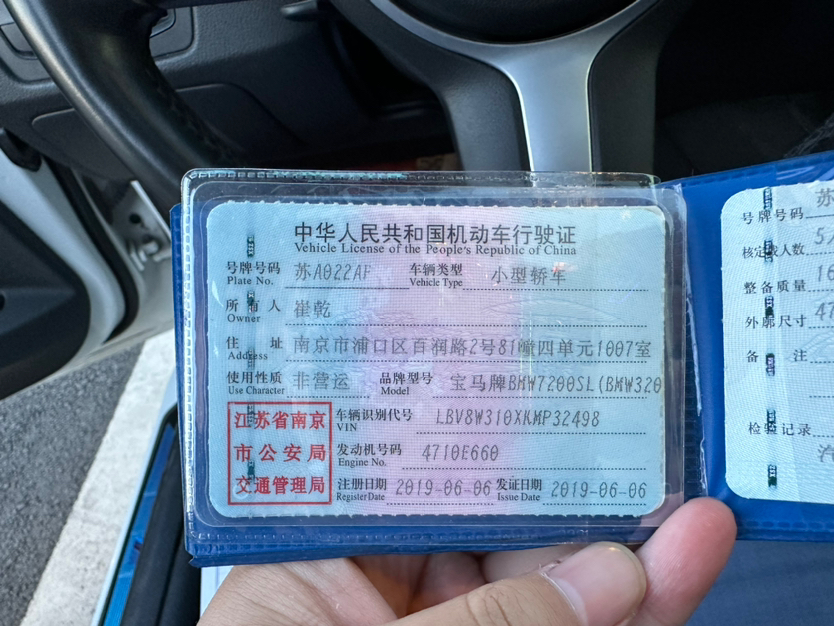 中华人民共和国机动车行驶证
Vehicle License of the People's Republic of China
号牌号码 苏A022AF 车辆类型 小型轿车
Plate No. Vehicle Type
所有人 崔乾
Owner
住址 南京市浦口区百润路2号81幢四单元1007室
Address
使用性质 非营运 品牌型号 宝马牌BMW7200SL(BMW320
Use Character Model
江苏省南京
市公安局
交通管理局
车辆识别代号 LBV8W310XKMP32498
VIN
发动机号码 4710E660
Engine No.
注册日期 2019-06-06 发证日期 2019-06-06
Register Date Issue Date
号牌号码 苏
核定载人数 5
整备质量 16
外廓尺寸 47
备注
检验记录